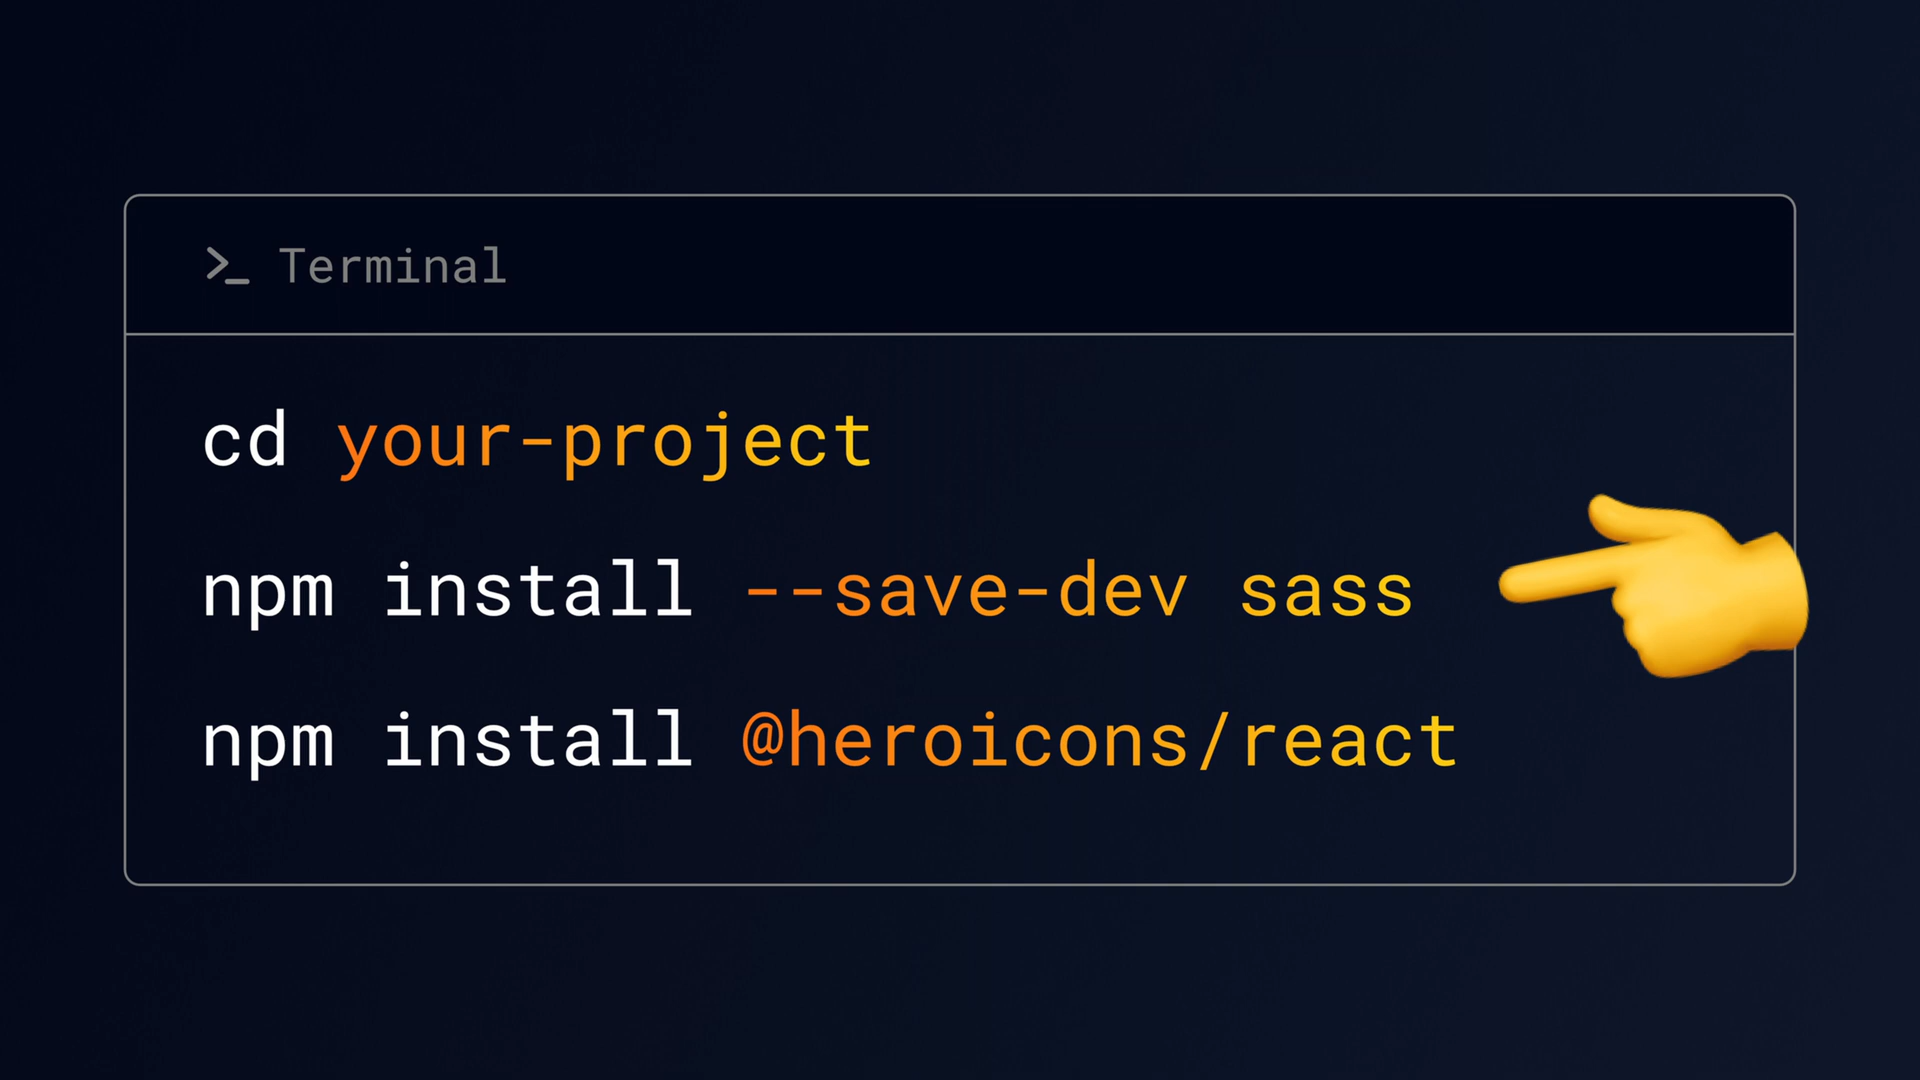 >_ Terminal
cd your-project
npm install --save-dev sass
npm install @heroicons/react